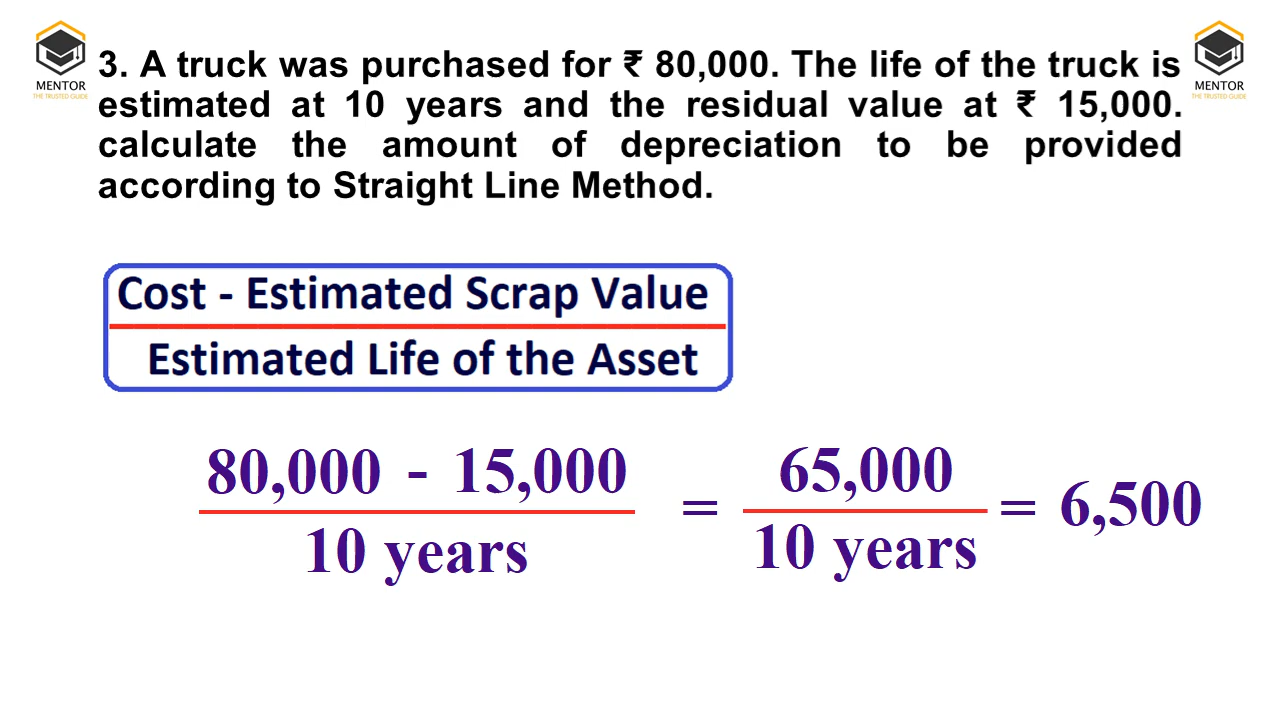 MENTOR
THE TRUSTED GUIDE
MENTOR
THE TRUSTED GUIDE
3. A truck was purchased for ₹ 80,000. The life of the truck is
estimated at 10 years and the residual value at ₹ 15,000.
calculate the amount of depreciation to be provided
according to Straight Line Method.
Cost - Estimated Scrap Value
Estimated Life of the Asset
80,000 - 15,000
10 years
=
65,000
10 years
= 6,500